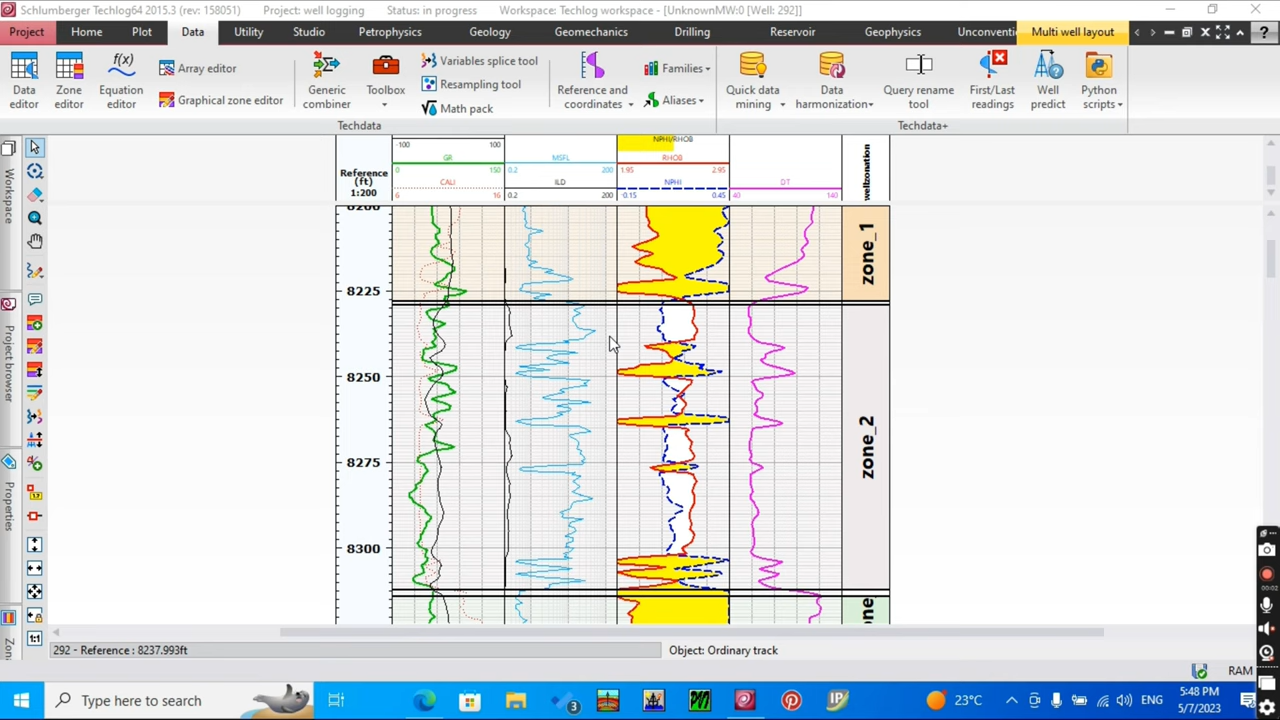 Schlumberger Techlog64 2015.3 (rev: 158051) Project: well logging Status: in progress Workspace: Techlog workspace - [UnknownMW:0 [Well: 292]]
Project Home Plot Data Utility Studio Petrophysics Geology Geomechanics Drilling Reservoir Geophysics Unconventi Multi well layout
Data editor
Zone editor
Equation editor
Array editor
Graphical zone editor
Generic combiner
Toolbox
Variables splice tool
Resampling tool
Math pack
Reference and coordinates
Families
Aliases
Quick data mining
Data harmonization
Query rename tool
First/Last readings
Well predict
Python scripts
Techdata Techdata+
-100 100 NPHI/RHOB
GR MSFL RHOB
0 150 0.2 200 1.95 2.95
Reference (ft) 1:200
CALI ILD NPHI DT
6 16 0.2 200 -0.15 0.45 40 140
wellzonation
8200
8225
8250
8275
8300
zone_1
zone_2
Workspace
Project browser
Properties
292 - Reference : 8237.993ft Object: Ordinary track
RAM
Type here to search
3
23°C
ENG
5:48 PM
5/7/2023